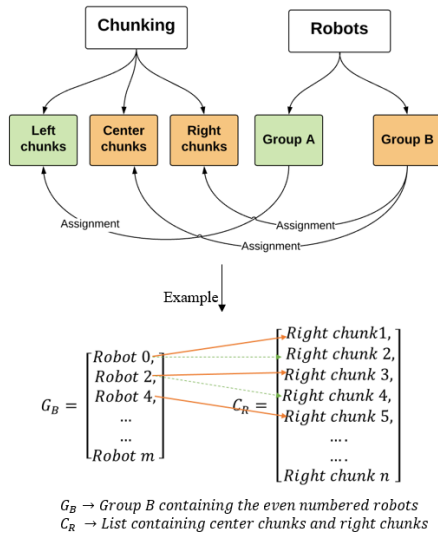 Chunking
Robots
Left chunks
Center chunks
Right chunks
Group A
Group B
Assignment
Assignment
Assignment
Example
Robot 0,
Robot 2,
Robot 4,
...
...
Robot m
G_B =
Right chunk1,
Right chunk 2,
Right chunk 3,
Right chunk 4,
Right chunk 5,
....
....
Right chunk n
C_R =
G_B → Group B containing the even numbered robots
C_R → List containing center chunks and right chunks